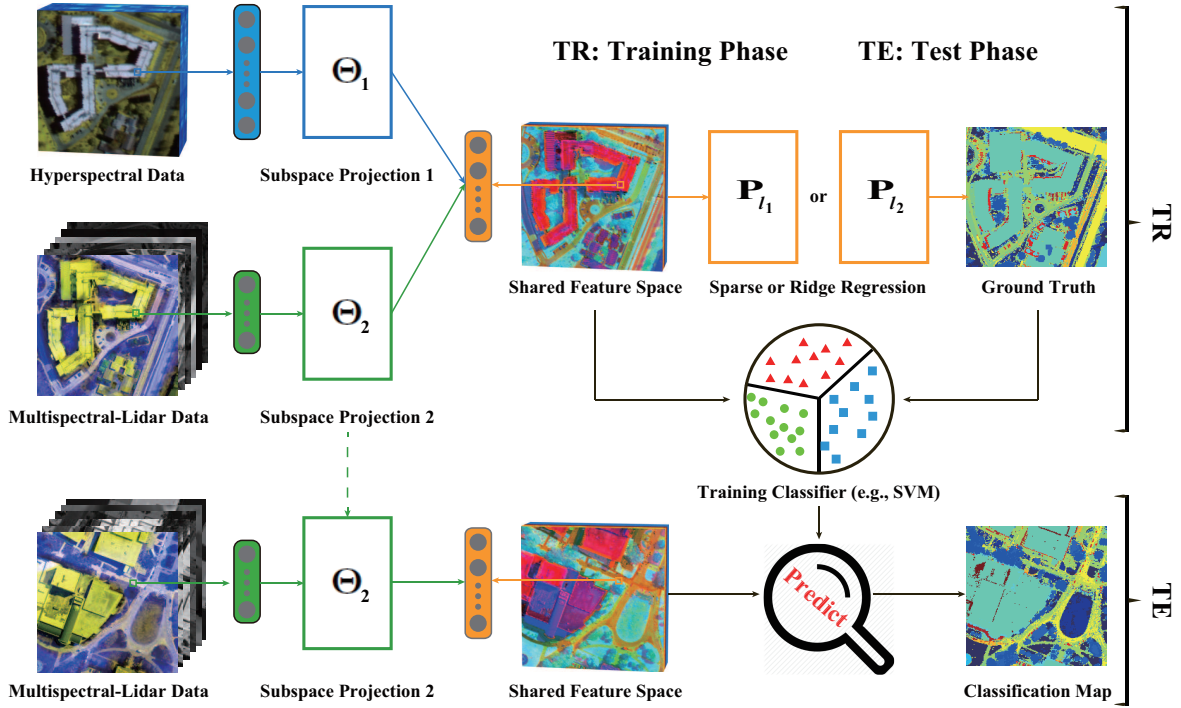 TR: Training Phase
TE: Test Phase
Θ1
Hyperspectral Data
Subspace Projection 1
Pl1
or
Pl2
TR
Θ2
Shared Feature Space
Sparse or Ridge Regression
Ground Truth
Multispectral-Lidar Data
Subspace Projection 2
Training Classifier (e.g., SVM)
Θ2
Predict
TE
Multispectral-Lidar Data
Subspace Projection 2
Shared Feature Space
Classification Map